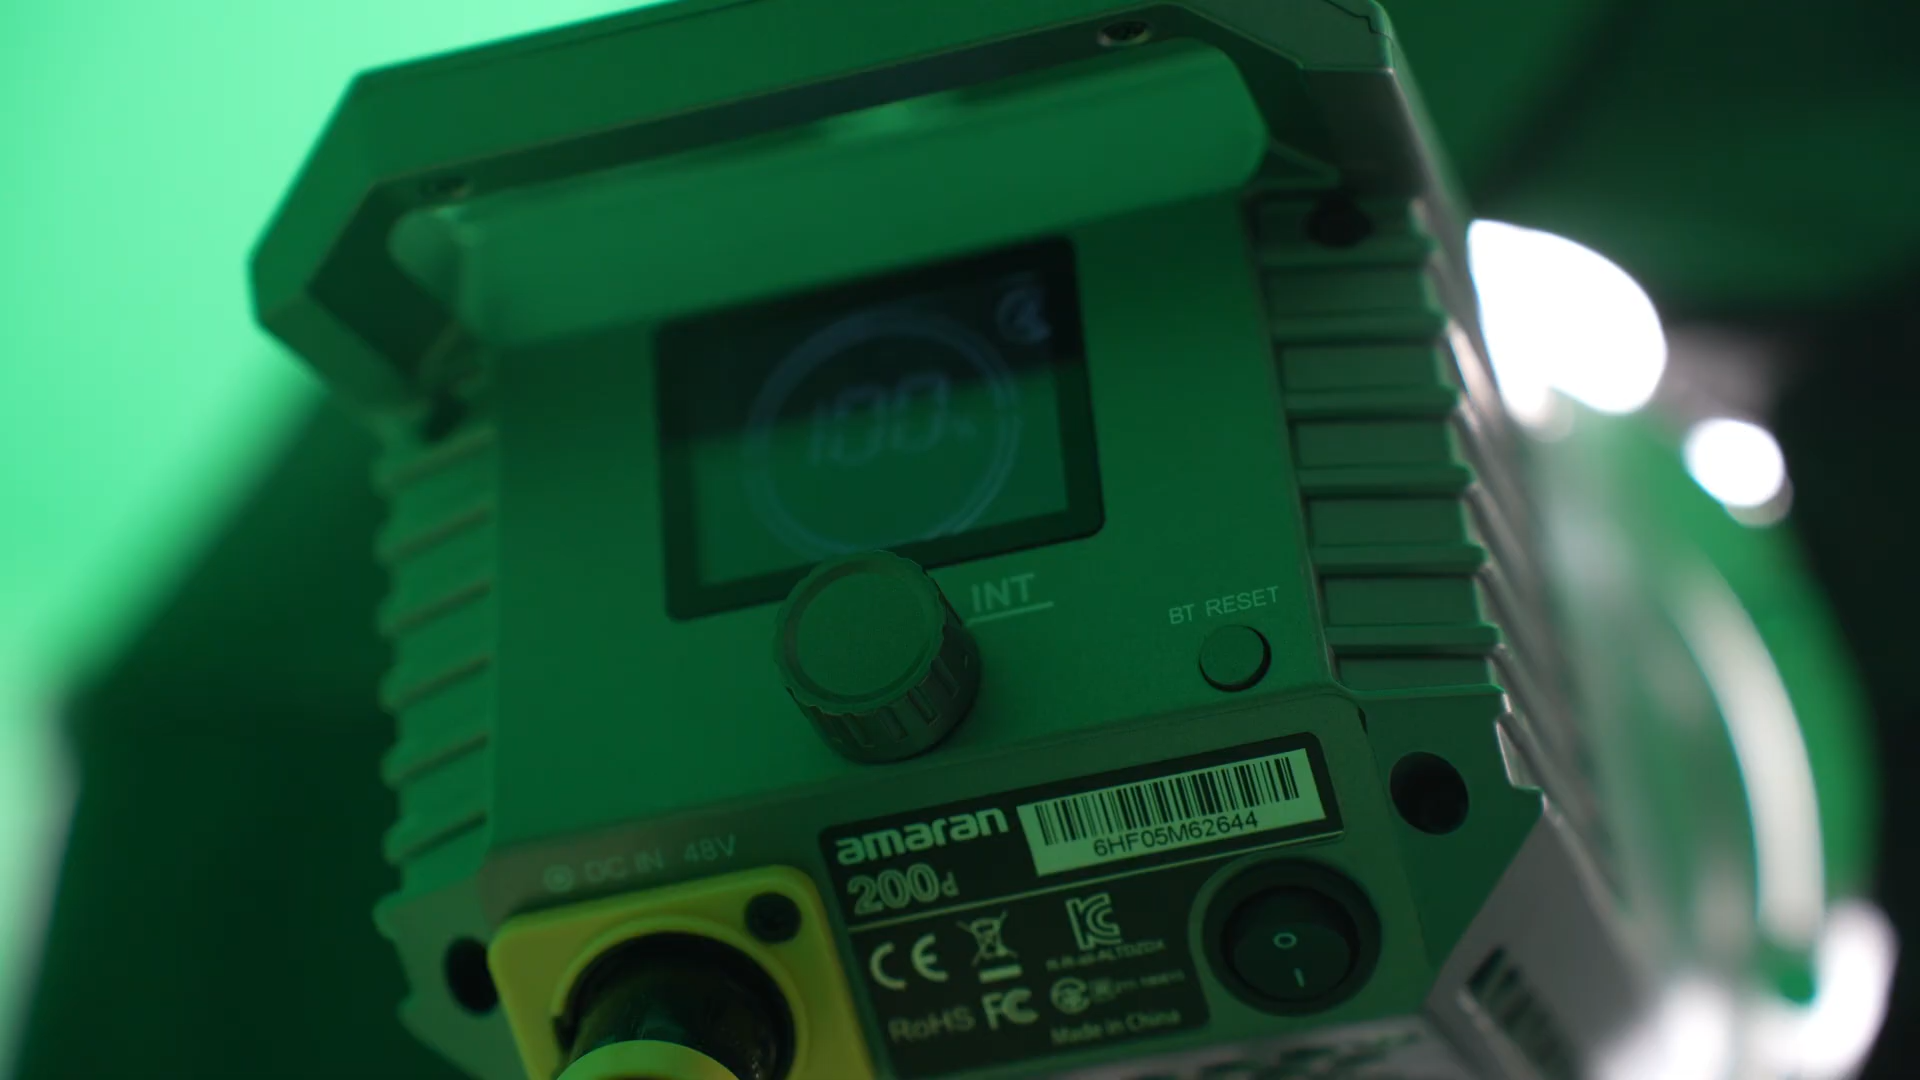 100%
INT
BT RESET
DC IN 48V
amaran
200d
6HF05M62644
CE
RoHS FC
Made in China
O
I